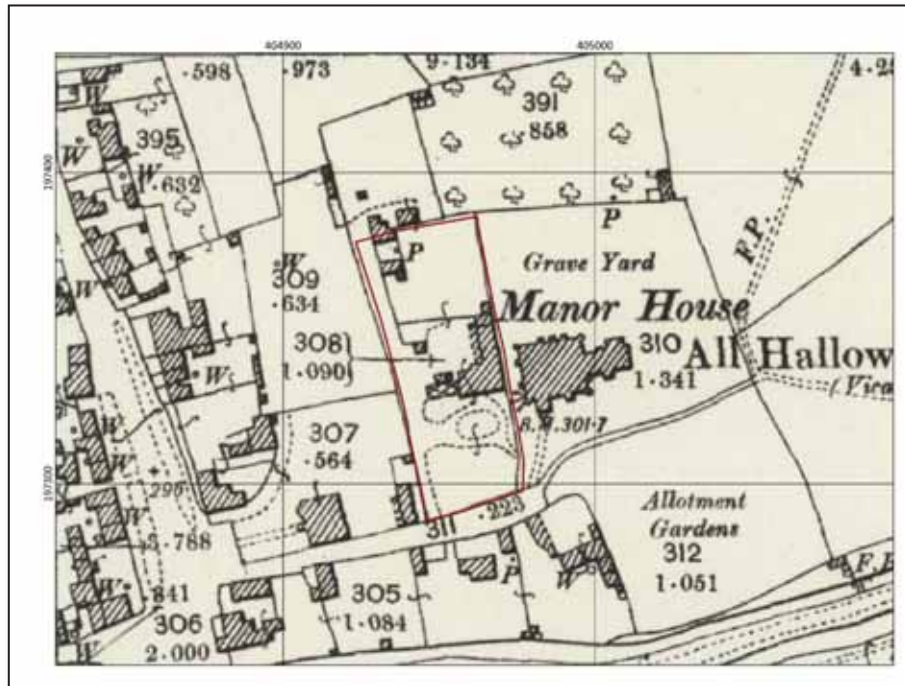 404900
405000
197400
197300
·598
·973
9·134
4·25
391
858
395
·632
W
W
W
W
W
W
W
W
W
W
P
P
P
F.P.
Grave Yard
Manor House
309
·634
308
1·090
310
1·341
All Hallow
(Vica
B.M.301·7
307
·564
311
·223
Allotment
Gardens
312
1·051
F.B
296
5·788
841
305
1·084
306
2·000